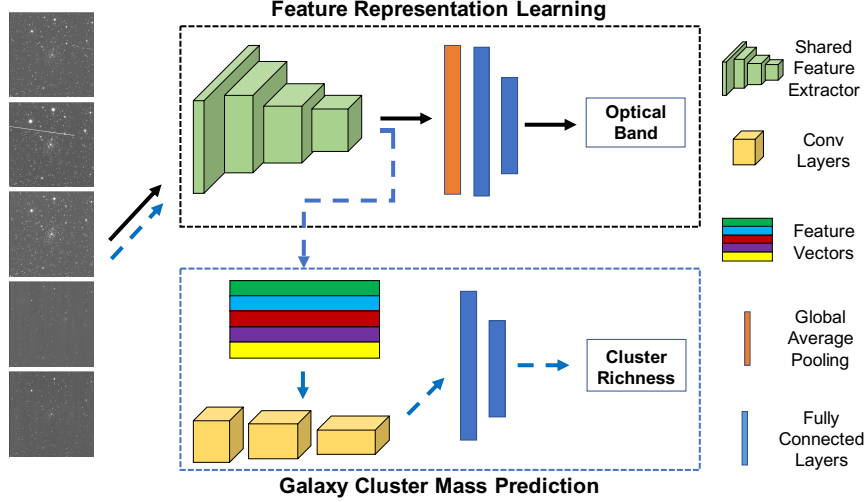 Feature Representation Learning
Optical
Band
Cluster
Richness
Galaxy Cluster Mass Prediction
Shared
Feature
Extractor
Conv
Layers
Feature
Vectors
Global
Average
Pooling
Fully
Connected
Layers